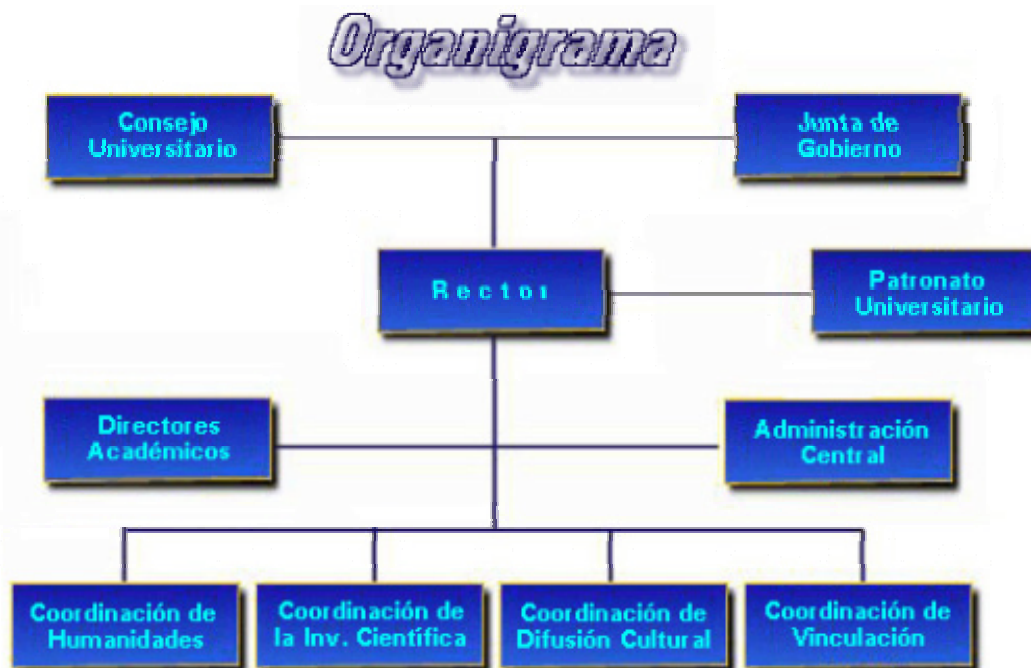 Organigrama
Consejo
Universitario
Junta de
Gobierno
Rector
Patronato
Universitario
Directores
Académicos
Administración
Central
Coordinación de
Humanidades
Coordinación de
la Inv. Científica
Coordinación de
Difusión Cultural
Coordinación de
Vinculación